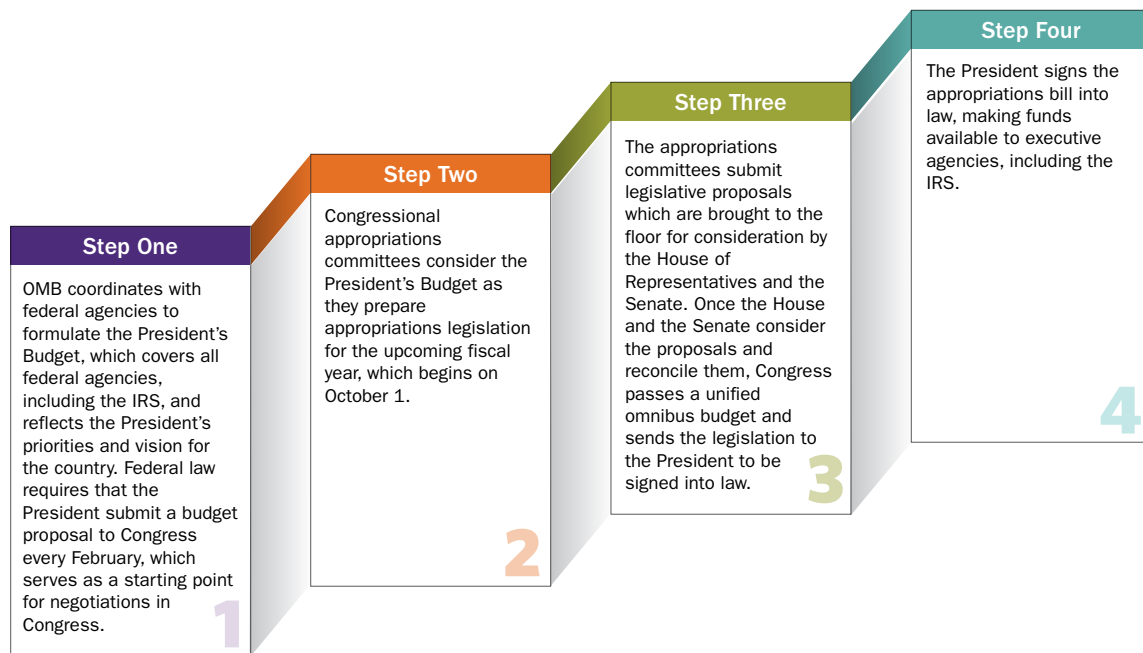 Step One
OMB coordinates with
federal agencies to
formulate the President's
Budget, which covers all
federal agencies,
including the IRS, and
reflects the President's
priorities and vision for
the country. Federal law
requires that the
President submit a budget
proposal to Congress
every February, which
serves as a starting point
for negotiations in
Congress.
1
Step Two
Congressional
appropriations
committees consider the
President's Budget as
they prepare
appropriations legislation
for the upcoming fiscal
year, which begins on
October 1.
2
Step Three
The appropriations
committees submit
legislative proposals
which are brought to the
floor for consideration by
the House of
Representatives and the
Senate. Once the House
and the Senate consider
the proposals and
reconcile them, Congress
passes a unified
omnibus budget and
sends the legislation to
the President to be
signed into law.
3
Step Four
The President signs the
appropriations bill into
law, making funds
available to executive
agencies, including the
IRS.
4